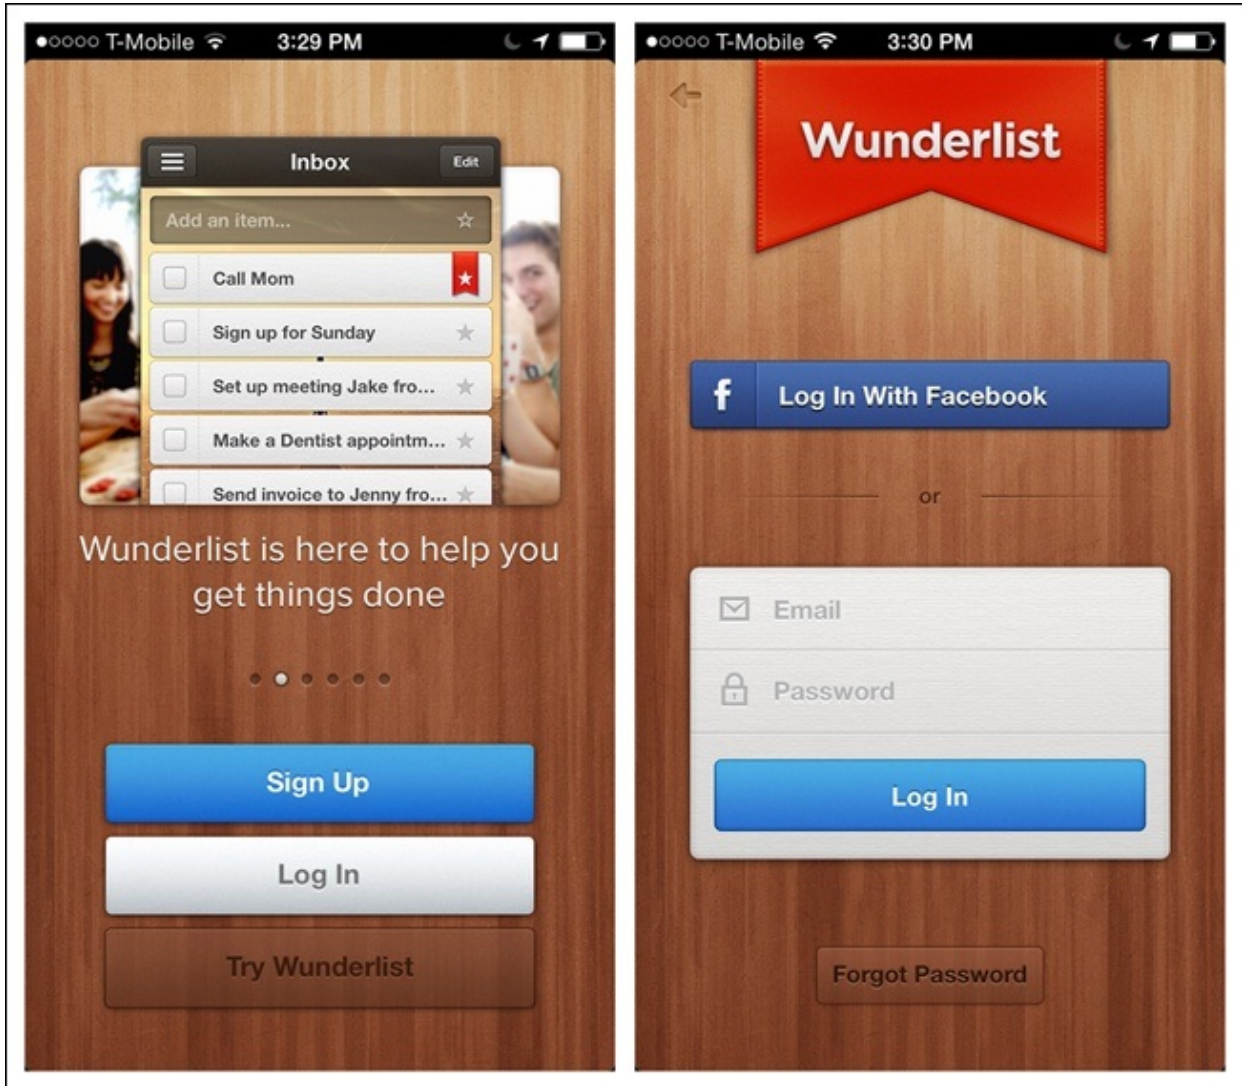 T-Mobile 3:29 PM
Inbox
Edit
Add an item...
Call Mom
Sign up for Sunday
Set up meeting Jake fro...
Make a Dentist appointm...
Send invoice to Jenny fro...
Wunderlist is here to help you
get things done
Sign Up
Log In
Try Wunderlist
T-Mobile 3:30 PM
Wunderlist
f Log In With Facebook
or
Email
Password
Log In
Forgot Password